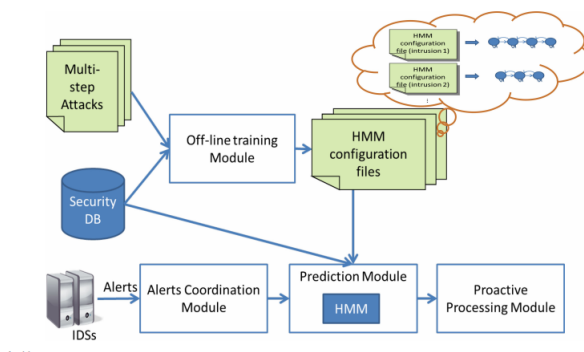 HMM
configuration
file (intrusion 1)
HMM
configuration
file (intrusion 2)
Multi-
step
Attacks
Off-line training
Module
HMM
configuration
files
Security
DB
Alerts
IDSs
Alerts Coordination
Module
Prediction Module
HMM
Proactive
Processing Module